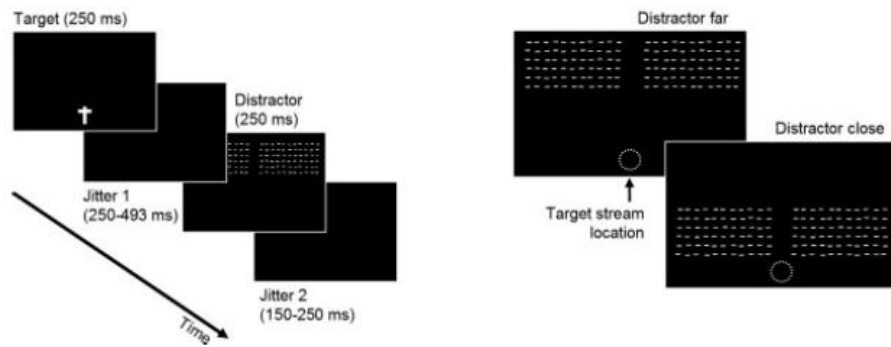 Target (250 ms)
Distractor
(250 ms)
Jitter 1
(250-493 ms)
Jitter 2
(150-250 ms)
Time
Distractor far
Distractor close
Target stream
location